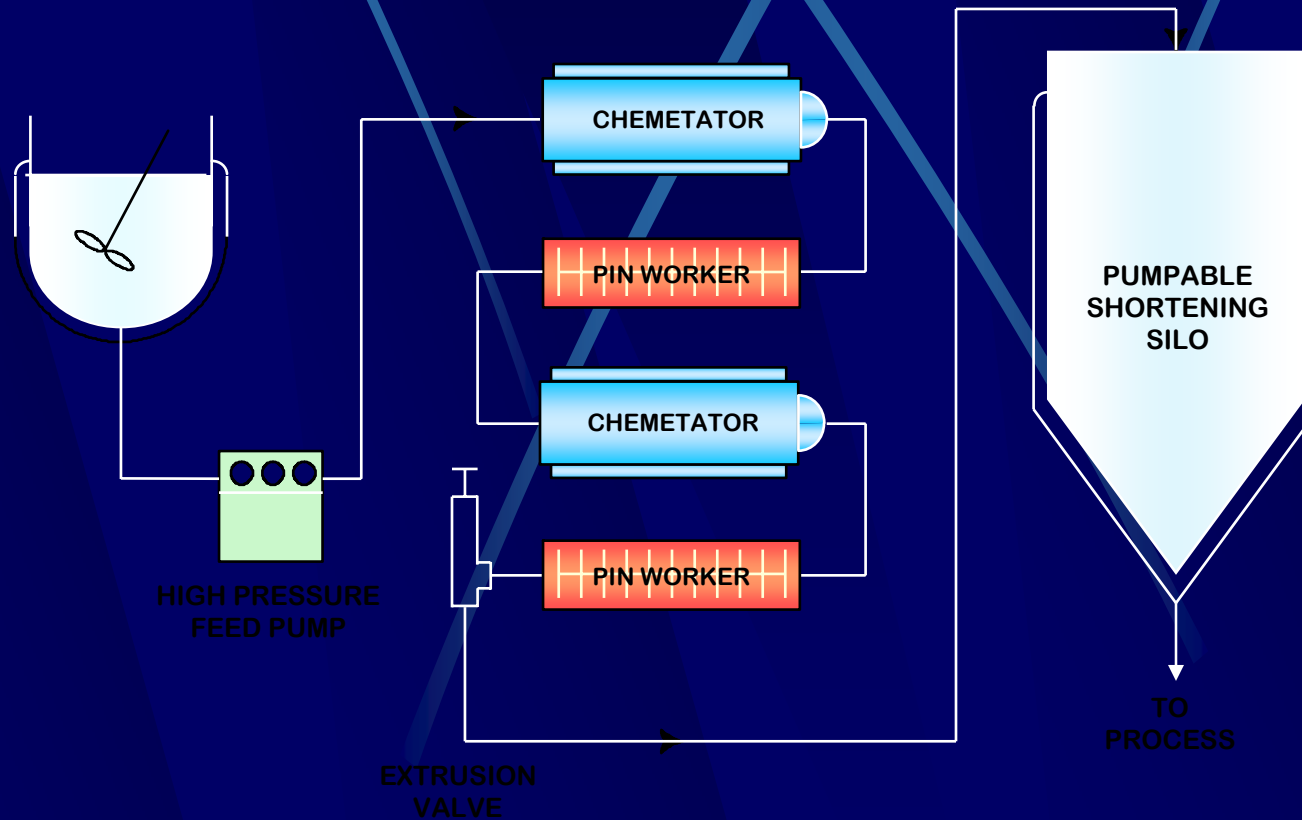 CHEMETATOR
PIN WORKER
CHEMETATOR
PIN WORKER
HIGH PRESSURE
FEED PUMP
EXTRUSION
VALVE
PUMPABLE
SHORTENING
SILO
TO
PROCESS